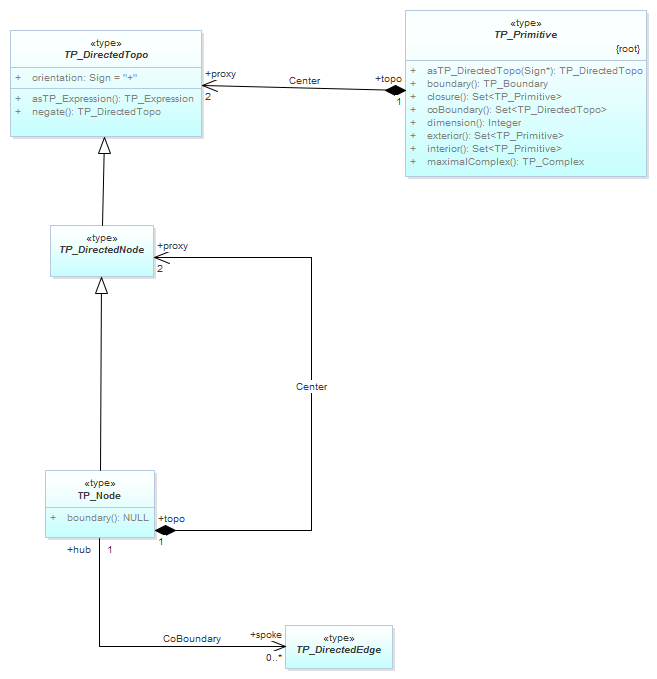 «type»
TP_DirectedTopo
+ orientation: Sign = "+"
+ asTP_Expression(): TP_Expression
+ negate(): TP_DirectedTopo
+proxy
2
Center
+topo
1
«type»
TP_Primitive
{root}
+ asTP_DirectedTopo(Sign*): TP_DirectedTopo
+ boundary(): TP_Boundary
+ closure(): Set<TP_Primitive>
+ coBoundary(): Set<TP_DirectedTopo>
+ dimension(): Integer
+ exterior(): Set<TP_Primitive>
+ interior(): Set<TP_Primitive>
+ maximalComplex(): TP_Complex
«type»
TP_DirectedNode
+proxy
2
Center
«type»
TP_Node
+ boundary(): NULL
+topo
1
+hub 1
CoBoundary
+spoke
0..*
«type»
TP_DirectedEdge